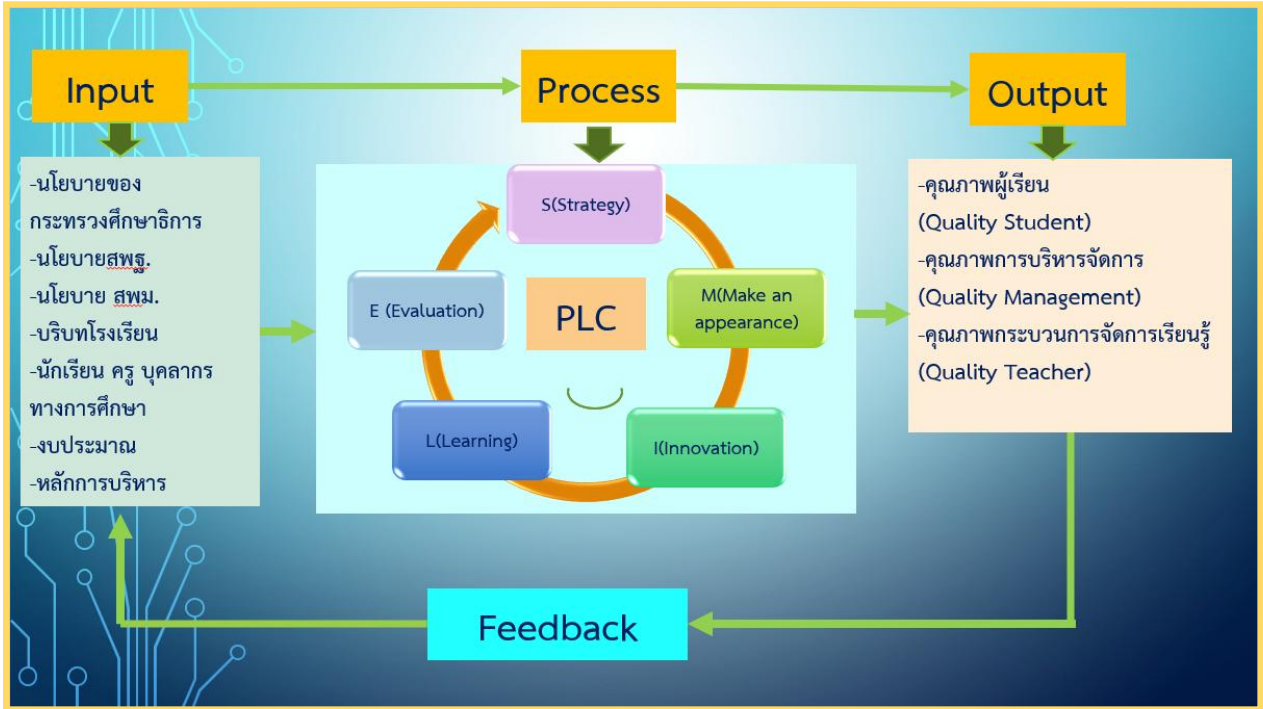 Input
Process
Output
-นโยบายของ
กระทรวงศึกษาธิการ
-นโยบายสพฐ.
-นโยบาย สพม.
-บริบทโรงเรียน
-นักเรียน ครู บุคลากร
ทางการศึกษา
-งบประมาณ
-หลักการบริหาร
S(Strategy)
M(Make an
appearance)
I(Innovation)
L(Learning)
E (Evaluation)
PLC
-คุณภาพผู้เรียน
(Quality Student)
-คุณภาพการบริหารจัดการ
(Quality Management)
-คุณภาพกระบวนการจัดการเรียนรู้
(Quality Teacher)
Feedback